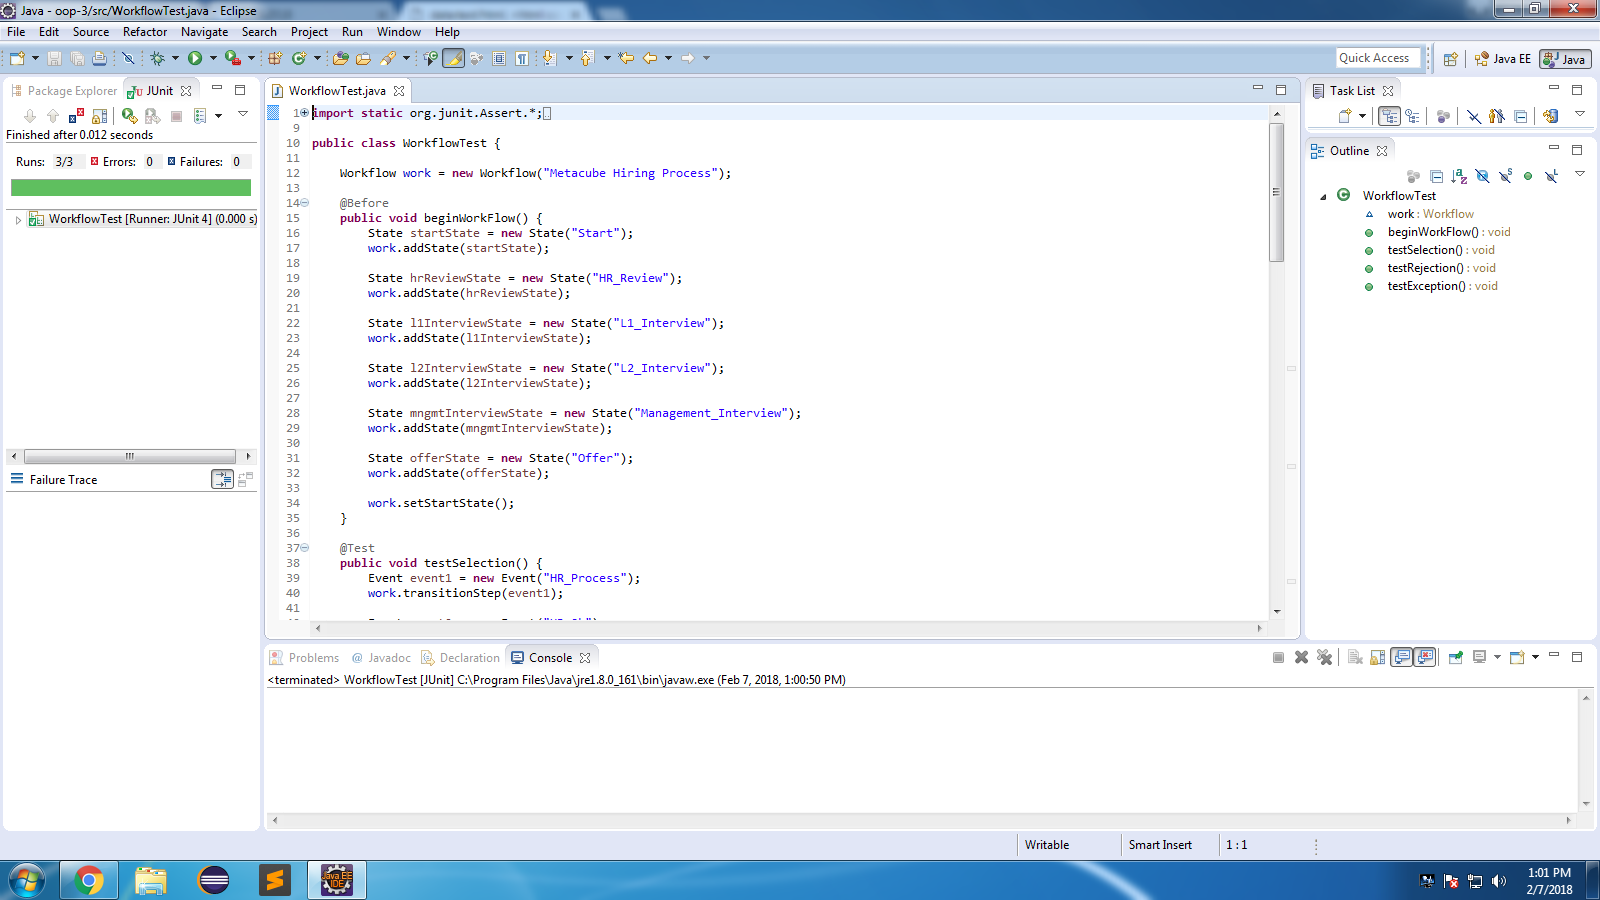 Java - oop-3/src/WorkflowTest.java - Eclipse
File Edit Source Refactor Navigate Search Project Run Window Help
Quick Access
Java EE
Java
Package Explorer
JUnit
Finished after 0.012 seconds
Runs: 3/3 Errors: 0 Failures: 0
WorkflowTest [Runner: JUnit 4] (0.000 s)
Failure Trace
WorkflowTest.java
1 import static org.junit.Assert.*;
9
10 public class WorkflowTest {
11
12 Workflow work = new Workflow("Metacube Hiring Process");
13
14 @Before
15 public void beginWorkFlow() {
16 State startState = new State("Start");
17 work.addState(startState);
18
19 State hrReviewState = new State("HR_Review");
20 work.addState(hrReviewState);
21
22 State l1InterviewState = new State("L1_Interview");
23 work.addState(l1InterviewState);
24
25 State l2InterviewState = new State("L2_Interview");
26 work.addState(l2InterviewState);
27
28 State mngmtInterviewState = new State("Management_Interview");
29 work.addState(mngmtInterviewState);
30
31 State offerState = new State("Offer");
32 work.addState(offerState);
33
34 work.setStartState();
35 }
36
37 @Test
38 public void testSelection() {
39 Event event1 = new Event("HR_Process");
40 work.transitionStep(event1);
41
Task List
Outline
WorkflowTest
work : Workflow
beginWorkFlow() : void
testSelection() : void
testRejection() : void
testException() : void
Problems @ Javadoc Declaration Console
<terminated> WorkflowTest [JUnit] C:\Program Files\Java\jre1.8.0_161\bin\javaw.exe (Feb 7, 2018, 1:00:50 PM)
Writable Smart Insert 1 : 1
Java EE
IDE
1:01 PM
2/7/2018